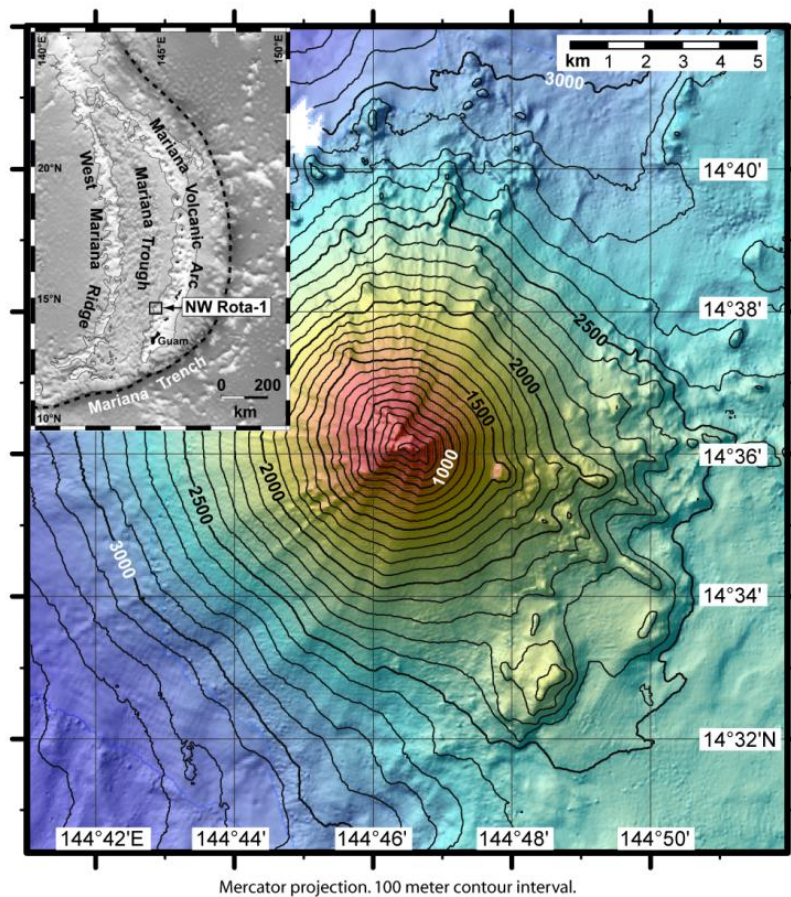 140°E
145°E
150°E
20°N
15°N
10°N
West Mariana Ridge
Mariana Trough
Mariana Volcanic Arc
NW Rota-1
Guam
Mariana Trench
0 200
km
km 1 2 3 4 5
3000
14°40'
14°38'
2500
2000
1500
14°36'
1000
2000
2500
3000
14°34'
14°32'N
144°42'E 144°44' 144°46' 144°48' 144°50'
Mercator projection. 100 meter contour interval.